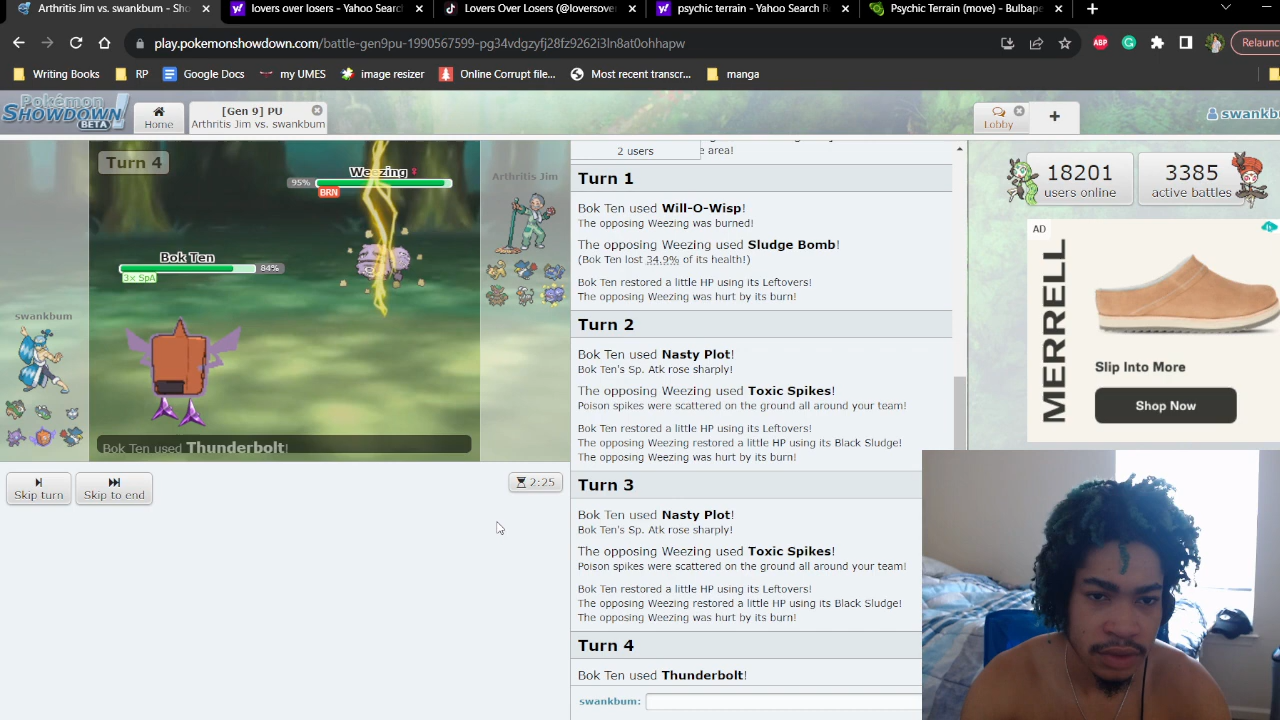 Arthritis Jim vs. swankbum - Sho
lovers over losers - Yahoo Searc
Lovers Over Losers (@loversover
psychic terrain - Yahoo Search R
Psychic Terrain (move) - Bulbape
play.pokemonshowdown.com/battle-gen9pu-1990567599-pg34vdgzyfj28fz9262i3ln8at0ohhapw
ABP
Relaunc
Writing Books
RP
Google Docs
my UMES
image resizer
Online Corrupt file...
Most recent transcr...
manga
Pokémon
SHOWDOWN!
BETA
Home
[Gen 9] PU
Arthritis Jim vs. swankbum
Lobby
+
swankb
Turn 4
Weezing
95%
BRN
Bok Ten
84%
3x SpA
swankbum
Arthritis Jim
Bok Ten used Thunderbolt!
Skip turn
Skip to end
2:25
2 users
e area!
Turn 1
Bok Ten used Will-O-Wisp!
The opposing Weezing was burned!
The opposing Weezing used Sludge Bomb!
(Bok Ten lost 34.9% of its health!)
Bok Ten restored a little HP using its Leftovers!
The opposing Weezing was hurt by its burn!
Turn 2
Bok Ten used Nasty Plot!
Bok Ten's Sp. Atk rose sharply!
The opposing Weezing used Toxic Spikes!
Poison spikes were scattered on the ground all around your team!
Bok Ten restored a little HP using its Leftovers!
The opposing Weezing restored a little HP using its Black Sludge!
The opposing Weezing was hurt by its burn!
Turn 3
Bok Ten used Nasty Plot!
Bok Ten's Sp. Atk rose sharply!
The opposing Weezing used Toxic Spikes!
Poison spikes were scattered on the ground all around your team!
Bok Ten restored a little HP using its Leftovers!
The opposing Weezing restored a little HP using its Black Sludge!
The opposing Weezing was hurt by its burn!
Turn 4
Bok Ten used Thunderbolt!
swankbum:
18201
users online
3385
active battles
AD
MERRELL
Slip Into More
Shop Now